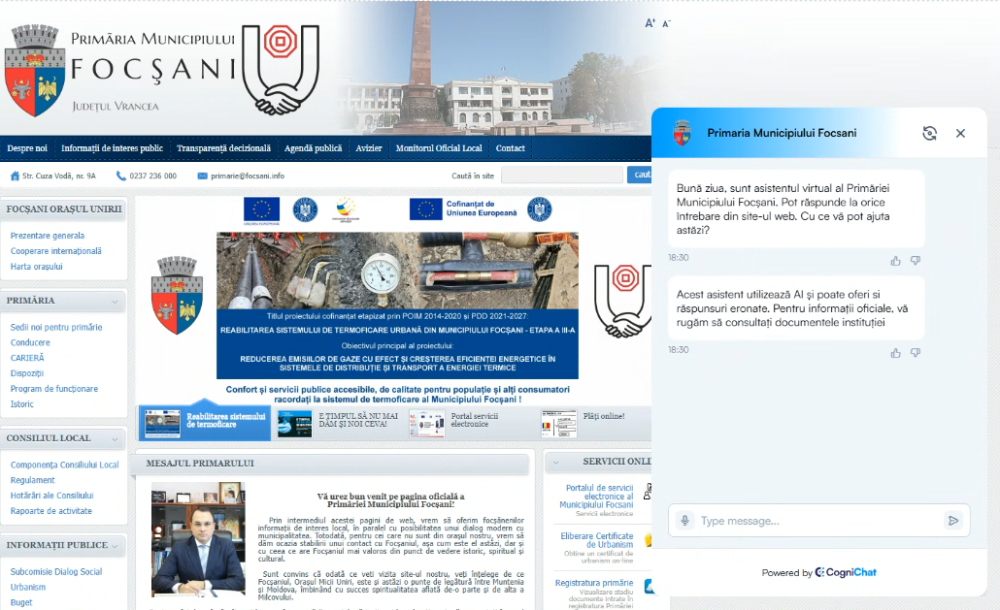 PRIMĂRIA MUNICIPIULUI
FOCŞANI
JUDEŢUL VRANCEA
A+ A-
Despre noi
Informații de interes public
Transparență decizională
Agendă publică
Avizier
Monitorul Oficial Local
Contact
Str. Cuza Vodă, nr. 9A
0237 236 000
primarie@focsani.info
Caută în site
caut
FOCȘANI ORAȘUL UNIRII
Prezentare generala
Cooperare internațională
Harta orașului
PRIMĂRIA
Sedii noi pentru primărie
Conducere
CARIERĂ
Dispoziții
Program de funcționare
Istoric
CONSILIUL LOCAL
Componența Consiliului Local
Regulament
Hotărâri ale Consiliului
Rapoarte de activitate
INFORMAȚII PUBLICE
Subcomisie Dialog Social
Urbanism
Buget
UNIUNEA EUROPEANĂ
Cofinanțat de
Uniunea Europeană
Titlul proiectului cofinanțat etapizat prin POIM 2014-2020 și PDD 2021-2027:
REABILITAREA SISTEMULUI DE TERMOFICARE URBANĂ DIN MUNICIPIUL FOCȘANI - ETAPA A III-A
Obiectivul principal al proiectului:
REDUCEREA EMISIILOR DE GAZE CU EFECT ȘI CREȘTEREA EFICIENȚEI ENERGETICE ÎN
SISTEMELE DE DISTRIBUȚIE ȘI TRANSPORT A ENERGIEI TERMICE
Confort și servicii publice accesibile, de calitate pentru populație și alți consumatori
racordați la sistemul de termoficare al Municipiului Focșani !
Reabilitarea sistemului
de termoficare
E TIMPUL SĂ NU MAI
DĂM ȘI NOI CEVA!
Portal servicii
electronice
Plăți online!
MESAJUL PRIMARULUI
Vă urez bun venit pe pagina oficială a
Primăriei Municipiului Focșani!
Prin intermediul acestei pagini de web, vrem să oferim focșănenilor
informații de interes local, în paralel cu posibilitatea unui dialog modern cu
municipalitatea. Totodată, pentru cei care nu sunt din orașul nostru, vrem să
dăm ocazia stabilirii unui contact cu Focșaniul, așa cum este el astăzi, dar și
cu ceea ce are Focșaniul mai valoros din punct de vedere istoric, spiritual și
cultural.
Sunt convins că odată ce veti vizita site-ul nostru, veți înțelege de ce
Focșaniul, Orașul Micii Uniri, este și astăzi o punte de legătură între Muntenia
și Moldova, îmbinând cu succes spiritualitatea aflată de-o parte și de alta a
Milcovului.
SERVICII ONLI
Portalul de servicii
electronice al
Municipiului Focsani
Servicii electronice
Eliberare Certificate
de Urbanism
Obtine un certificat de
urbanism on-line
Registratura primărie
Vizualizare stadiu
documente intrate în
registratura Primăriei
Primaria Municipiului Focsani
Bună ziua, sunt asistentul virtual al Primăriei
Municipiului Focșani. Pot răspunde la orice
întrebare din site-ul web. Cu ce vă pot ajuta
astăzi?
18:30
Acest asistent utilizează AI și poate oferi si
răspunsuri eronate. Pentru informații oficiale, vă
rugăm să consultați documentele instituției
18:30
Type message...
Powered by CogniChat